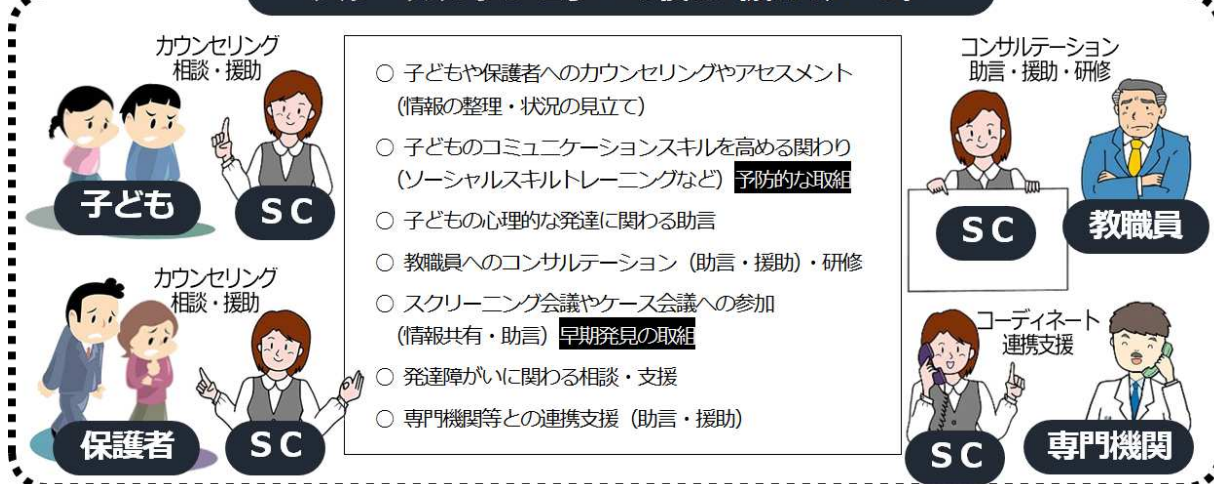 カウンセリング
相談・援助
子ども
SC
カウンセリング
相談・援助
保護者
SC
○ 子どもや保護者へのカウンセリングやアセスメント
(情報の整理・状況の見立て)
○ 子どものコミュニケーションスキルを高める関わり
(ソーシャルスキルトレーニングなど) 予防的な取組
○ 子どもの心理的な発達に関わる助言
○ 教職員へのコンサルテーション (助言・援助)・研修
○ スクリーニング会議やケース会議への参加
(情報共有・助言) 早期発見の取組
○ 発達障がいに関わる相談・支援
○ 専門機関等との連携支援 (助言・援助)
コンサルテーション
助言・援助・研修
SC
教職員
コーディネート
連携支援
SC
専門機関